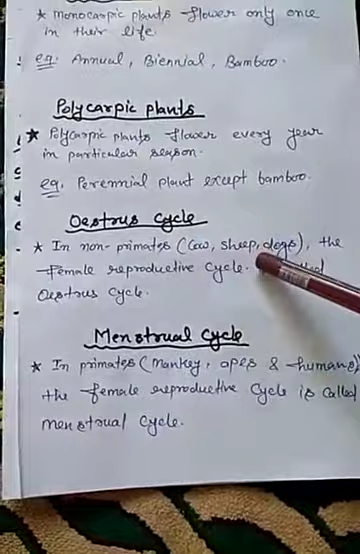 * Monocarpic plants flower only once
in their life.
eg: Annual, Biennial, Bamboo.
Polycarpic plants
* Polycarpic plants flower every year
in particular season.
eg. Perennial plant except bamboo.
Oestrus Cycle
* In non-primates (Cow, sheep, dogs), the
female reproductive cycle.
Oestrus cycle.
Menstrual Cycle
* In primates (Mankey, apes & humans)
the female reproductive cycle is called
menstrual cycle.